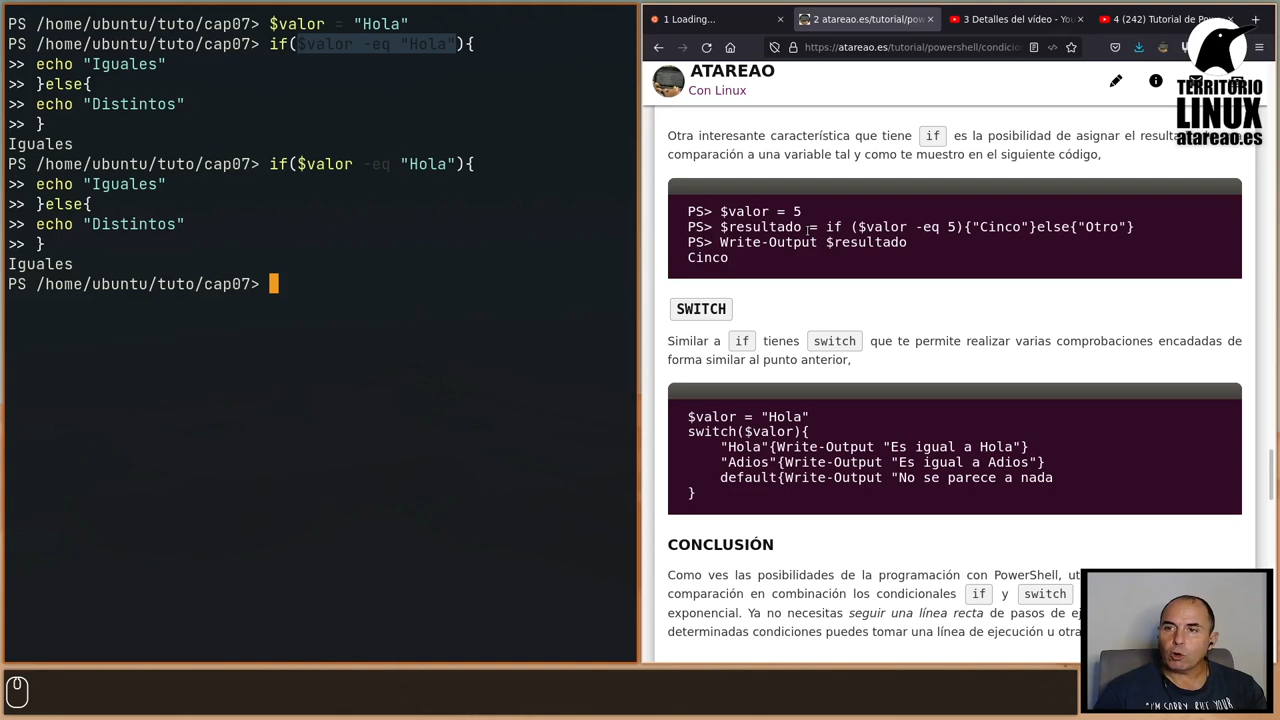 PS /home/ubuntu/tuto/cap07> $valor = "Hola"
PS /home/ubuntu/tuto/cap07> if($valor -eq "Hola"){
>> echo "Iguales"
>> }else{
>> echo "Distintos"
>> }
Iguales
PS /home/ubuntu/tuto/cap07> if($valor -eq "Hola"){
>> echo "Iguales"
>> }else{
>> echo "Distintos"
>> }
Iguales
PS /home/ubuntu/tuto/cap07>
1 Loading...
2 atareao.es/tutorial/pow
3 Detalles del vídeo - You
4 (242) Tutorial de Powe
https://atareao.es/tutorial/powershell/condicio
ATAREAO
Con Linux
TERRITORIO
LINUX
atareao.es
Otra interesante característica que tiene if es la posibilidad de asignar el resulta
comparación a una variable tal y como te muestro en el siguiente código,
PS> $valor = 5
PS> $resultado = if ($valor -eq 5){"Cinco"}else{"Otro"}
PS> Write-Output $resultado
Cinco
SWITCH
Similar a if tienes switch que te permite realizar varias comprobaciones encadadas de
forma similar al punto anterior,
$valor = "Hola"
switch($valor){
"Hola"{Write-Output "Es igual a Hola"}
"Adios"{Write-Output "Es igual a Adios"}
default{Write-Output "No se parece a nada
}
CONCLUSIÓN
Como ves las posibilidades de la programación con PowerShell, ut
comparación en combinación los condicionales if y switch
exponencial. Ya no necesitas seguir una línea recta de pasos de ej
determinadas condiciones puedes tomar una línea de ejecución u otra
"I'M SORRY, BUT YOUR